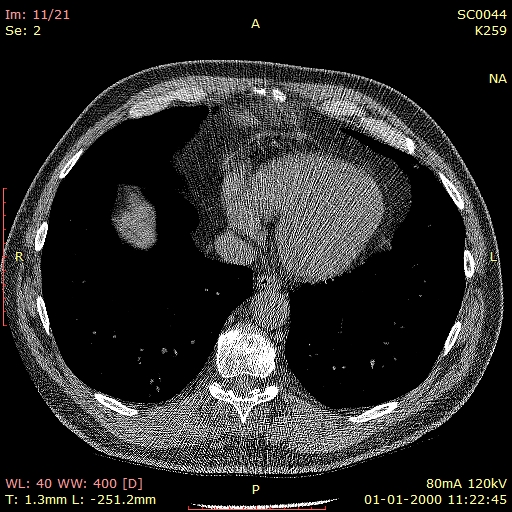 Im: 11/21
Se: 2
A
SC0044
K259
NA
R
L
WL: 40 WW: 400 [D]
T: 1.3mm L: -251.2mm
P
80mA 120kV
01-01-2000 11:22:45